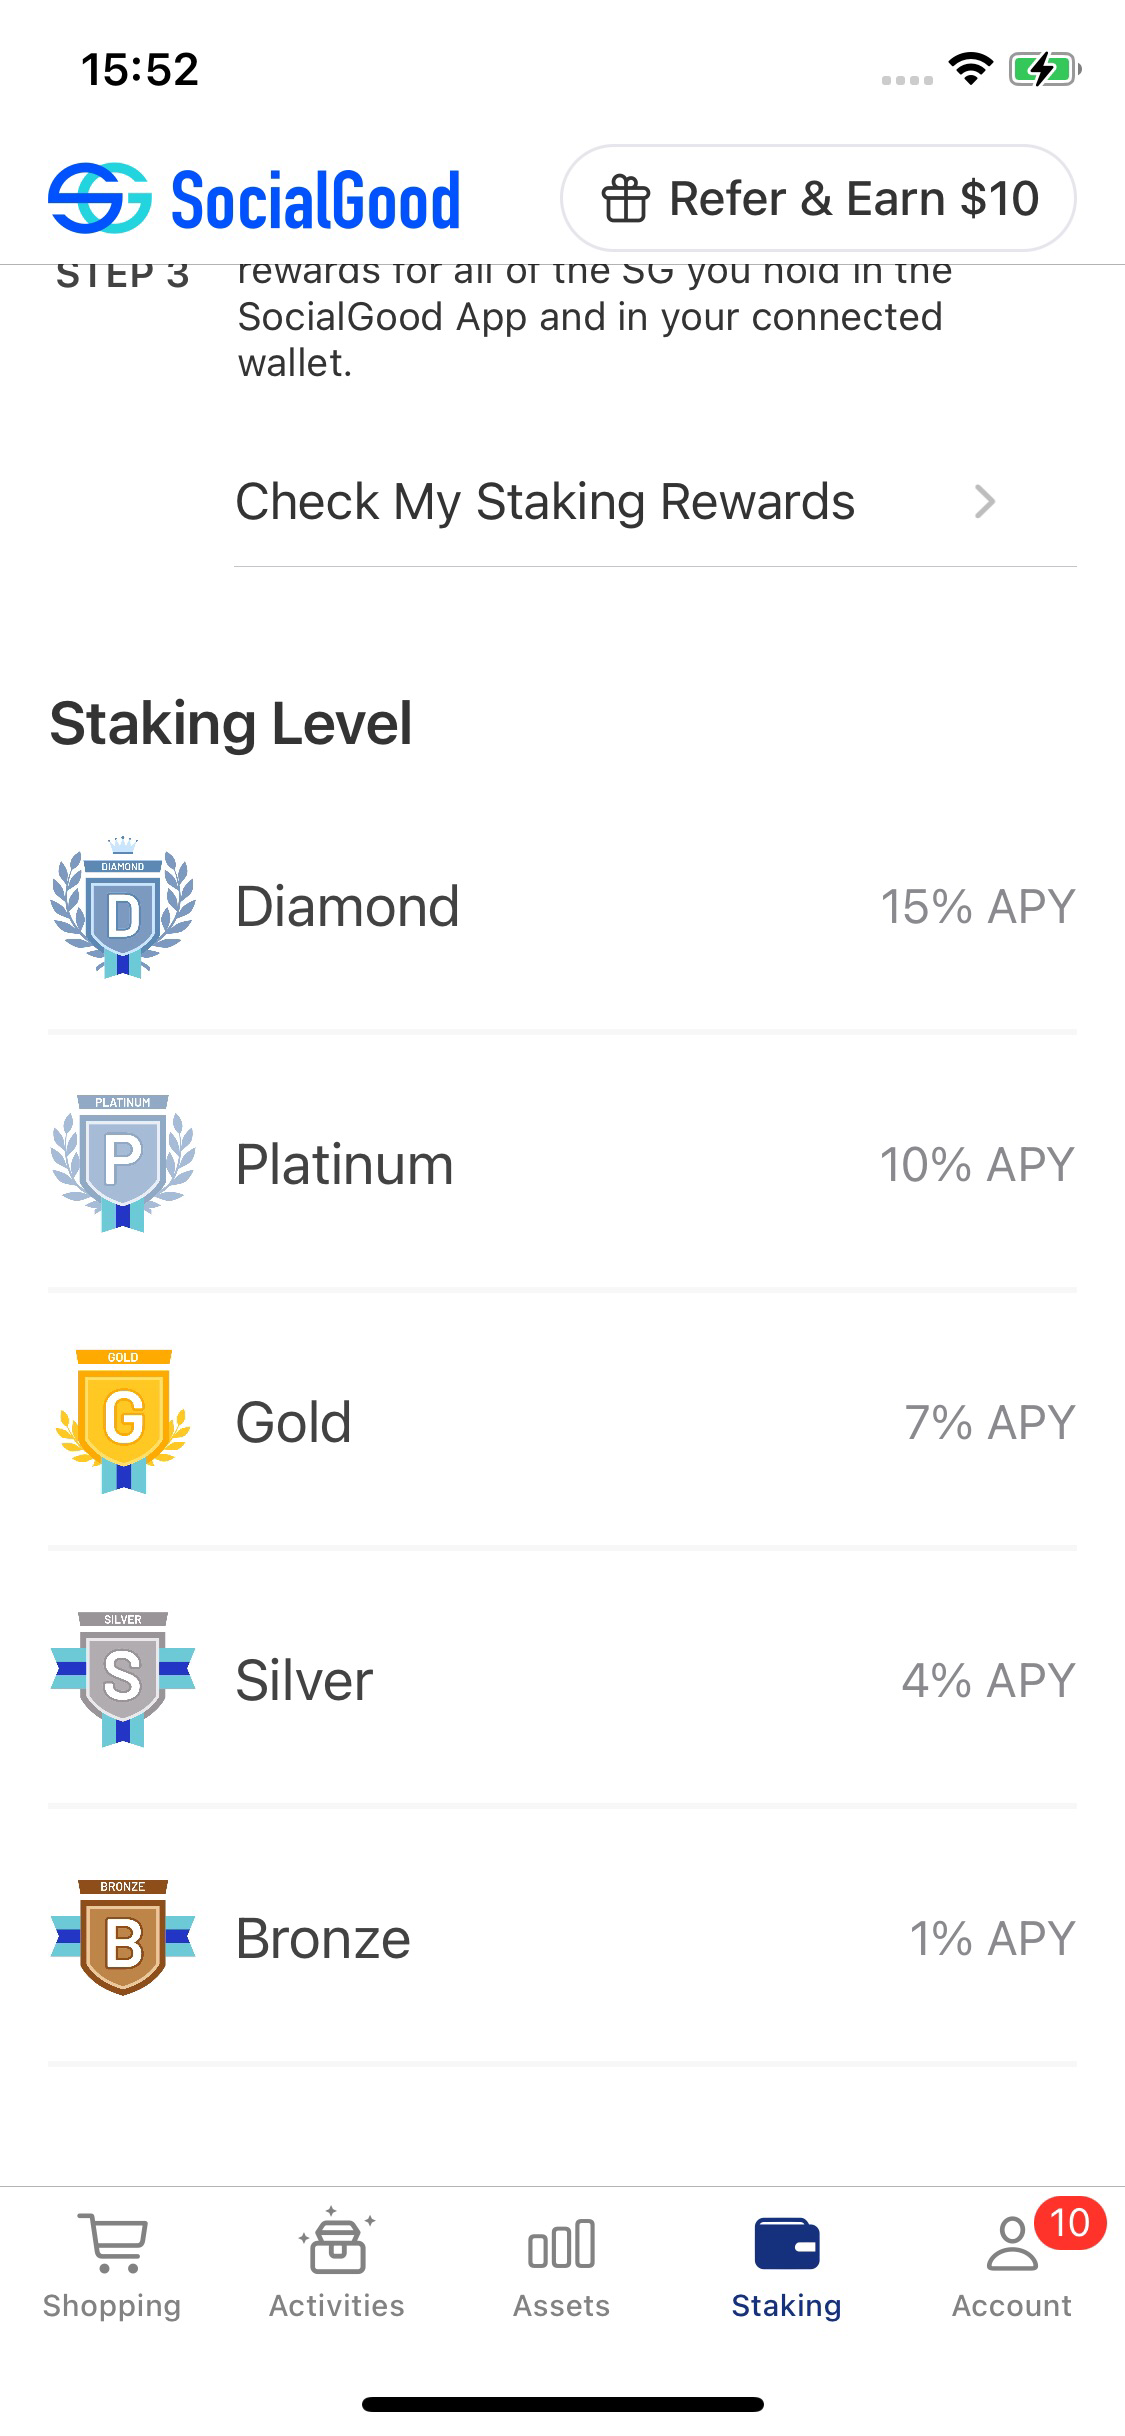 15:52
SocialGood
Refer & Earn $10
STEP 3
rewards for all of the SG you hold in the
SocialGood App and in your connected
wallet.
Check My Staking Rewards
Staking Level
DIAMOND
D
Diamond
15% APY
PLATINUM
P
Platinum
10% APY
GOLD
G
Gold
7% APY
SILVER
S
Silver
4% APY
BRONZE
B
Bronze
1% APY
10
Shopping
Activities
Assets
Staking
Account